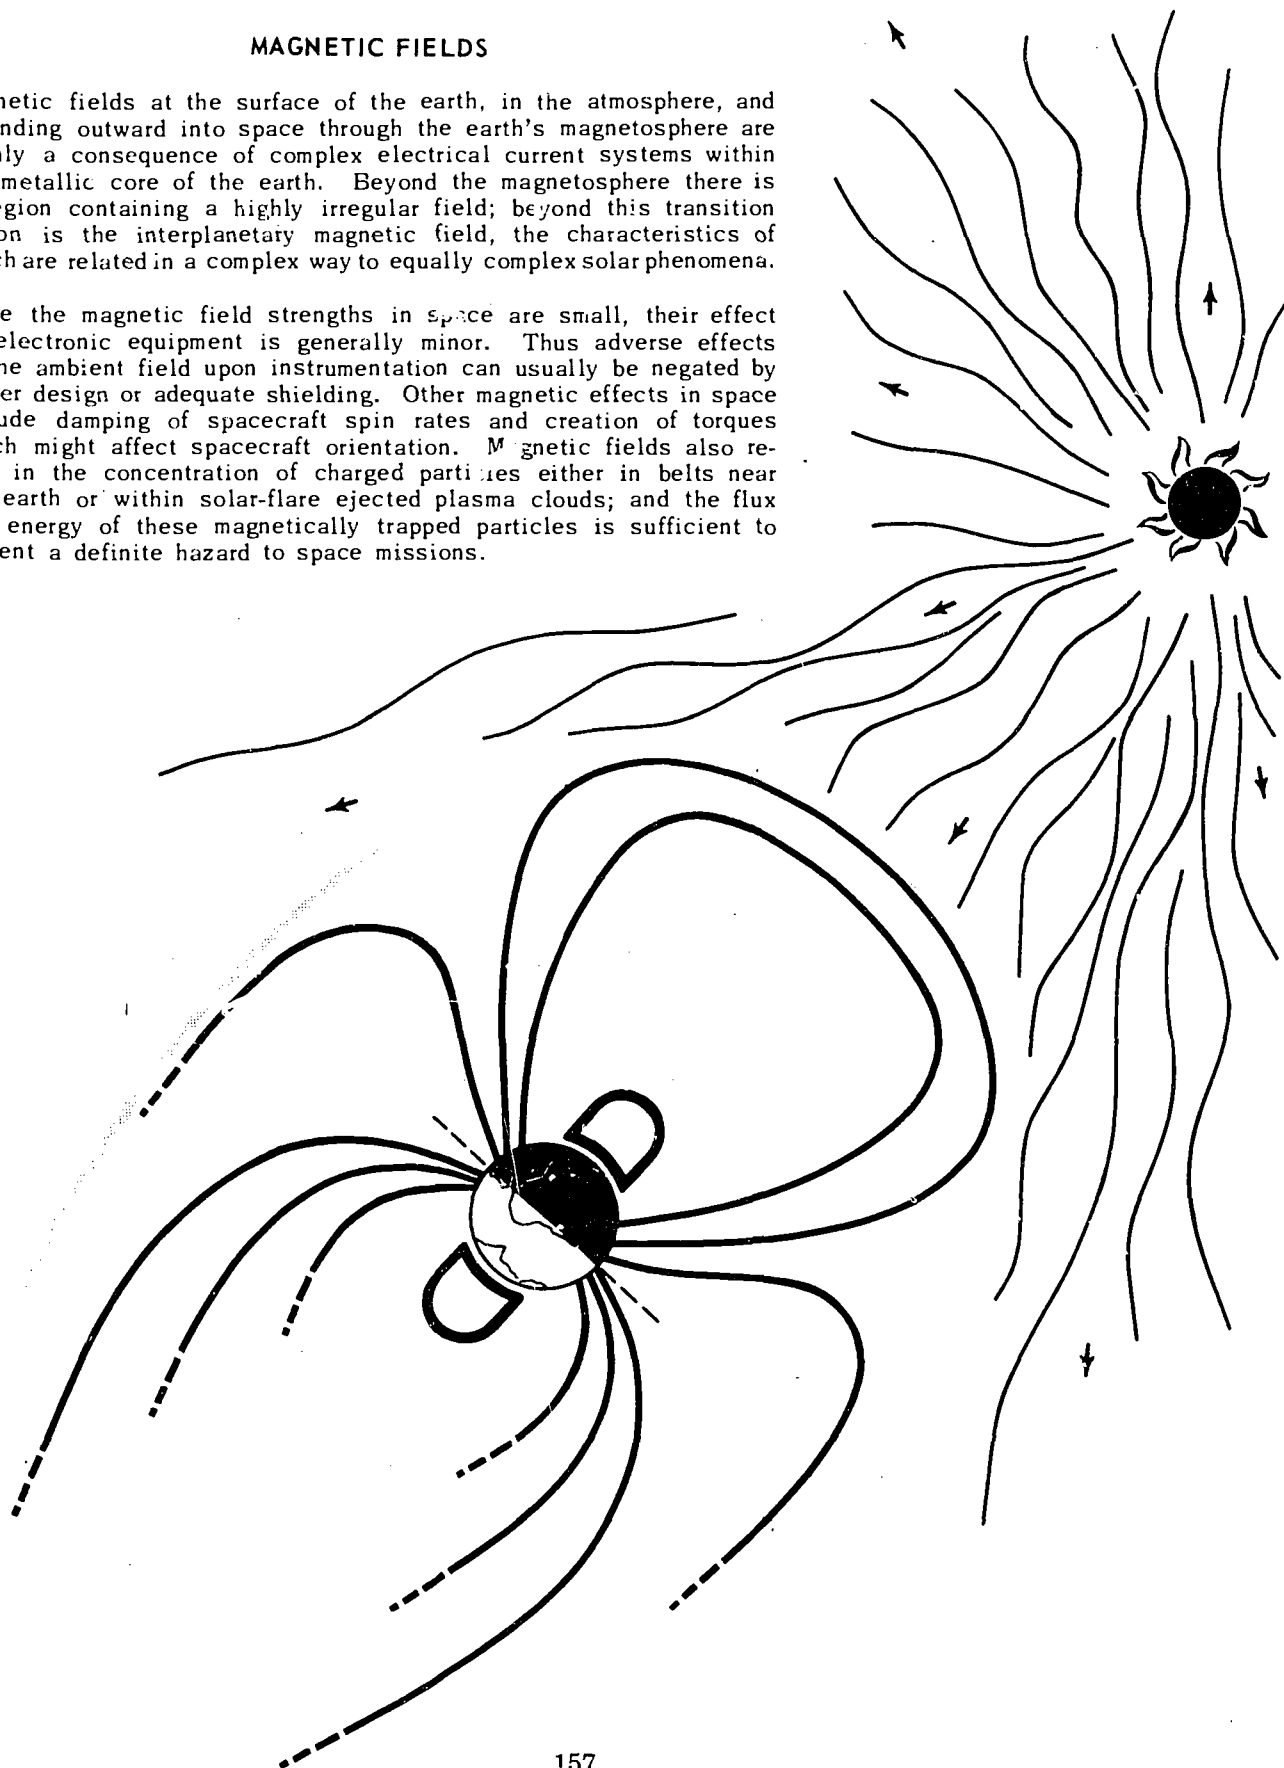 MAGNETIC FIELDS
netic fields at the surface of the earth, in the atmosphere, and
nding outward into space through the earth's magnetosphere are
ly a consequence of complex electrical current systems within
metallic core of the earth. Beyond the magnetosphere there is
gion containing a highly irregular field; beyond this transition
on is the interplanetary magnetic field, the characteristics of
h are related in a complex way to equally complex solar phenomena.
e the magnetic field strengths in space are small, their effect
electronic equipment is generally minor. Thus adverse effects
he ambient field upon instrumentation can usually be negated by
er design or adequate shielding. Other magnetic effects in space
ude damping of spacecraft spin rates and creation of torques
ch might affect spacecraft orientation. Magnetic fields also re-
in the concentration of charged particles either in belts near
earth or within solar-flare ejected plasma clouds; and the flux
energy of these magnetically trapped particles is sufficient to
ent a definite hazard to space missions.
157